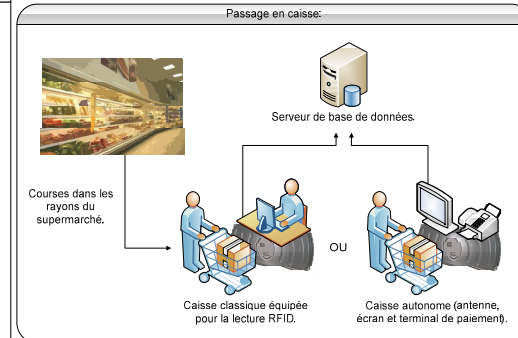 Passage en caisse:
Serveur de base de données.
Courses dans les
rayons du
supermarché.
OU
Caisse classique équipée
pour la lecture RFID.
Caisse autonome (antenne,
écran et terminal de paiement).